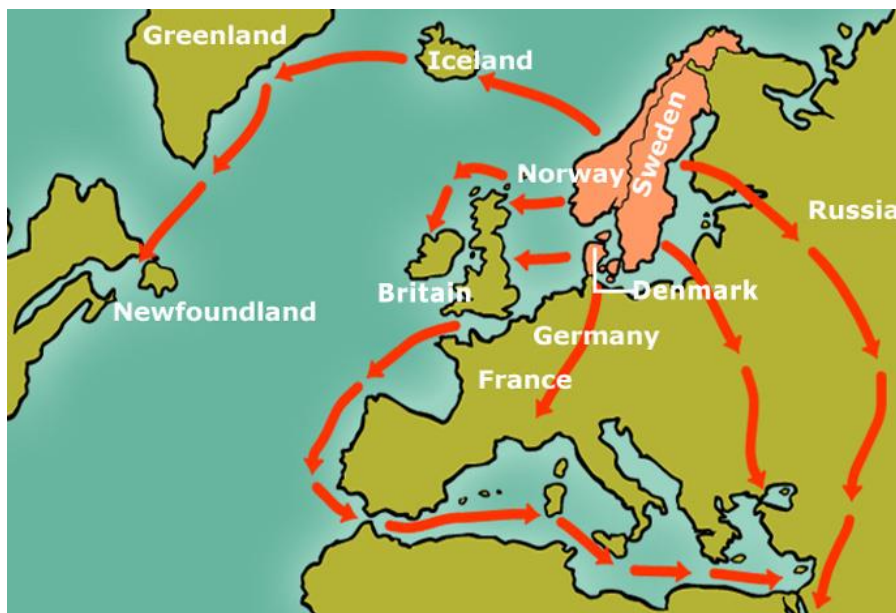 Greenland
Iceland
Norway
Sweden
Russia
Britain
Denmark
Newfoundland
Germany
France